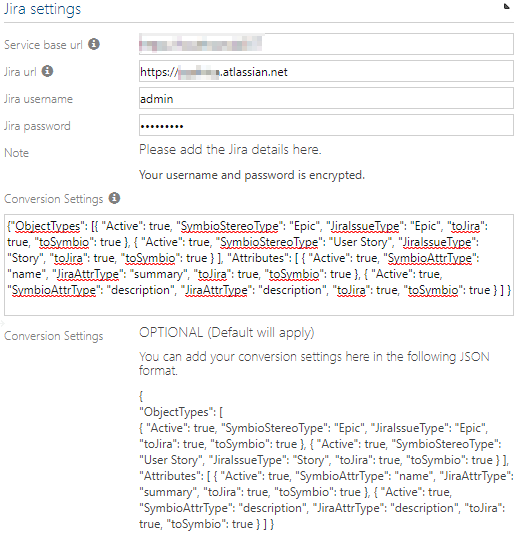 Jira settings
Service base url
Jira url https:// .atlassian.net
Jira username admin
Jira password •••••••••
Note Please add the Jira details here.
Your username and password is encrypted.
Conversion Settings
{"ObjectTypes": [{ "Active": true, "SymbioStereoType": "Epic", "JiraIssueType": "Epic", "toJira":
true, "toSymbio": true }, { "Active": true, "SymbioStereoType": "User Story", "JiraIssueType":
"Story", "toJira": true, "toSymbio": true } ], "Attributes": [ { "Active": true, "SymbioAttrType":
"name", "JiraAttrType": "summary", "toJira": true, "toSymbio": true }, { "Active": true,
"SymbioAttrType": "description", "JiraAttrType": "description", "toJira": true, "toSymbio": true } ] }
Conversion Settings OPTIONAL (Default will apply)
You can add your conversion settings here in the following JSON
format.
{
"ObjectTypes": [
{ "Active": true, "SymbioStereoType": "Epic", "JiraIssueType": "Epic",
"toJira": true, "toSymbio": true }, { "Active": true, "SymbioStereoType":
"User Story", "JiraIssueType": "Story", "toJira": true, "toSymbio": true } ],
"Attributes": [ { "Active": true, "SymbioAttrType": "name", "JiraAttrType":
"summary", "toJira": true, "toSymbio": true }, { "Active": true,
"SymbioAttrType": "description", "JiraAttrType": "description", "toJira":
true, "toSymbio": true } ] }